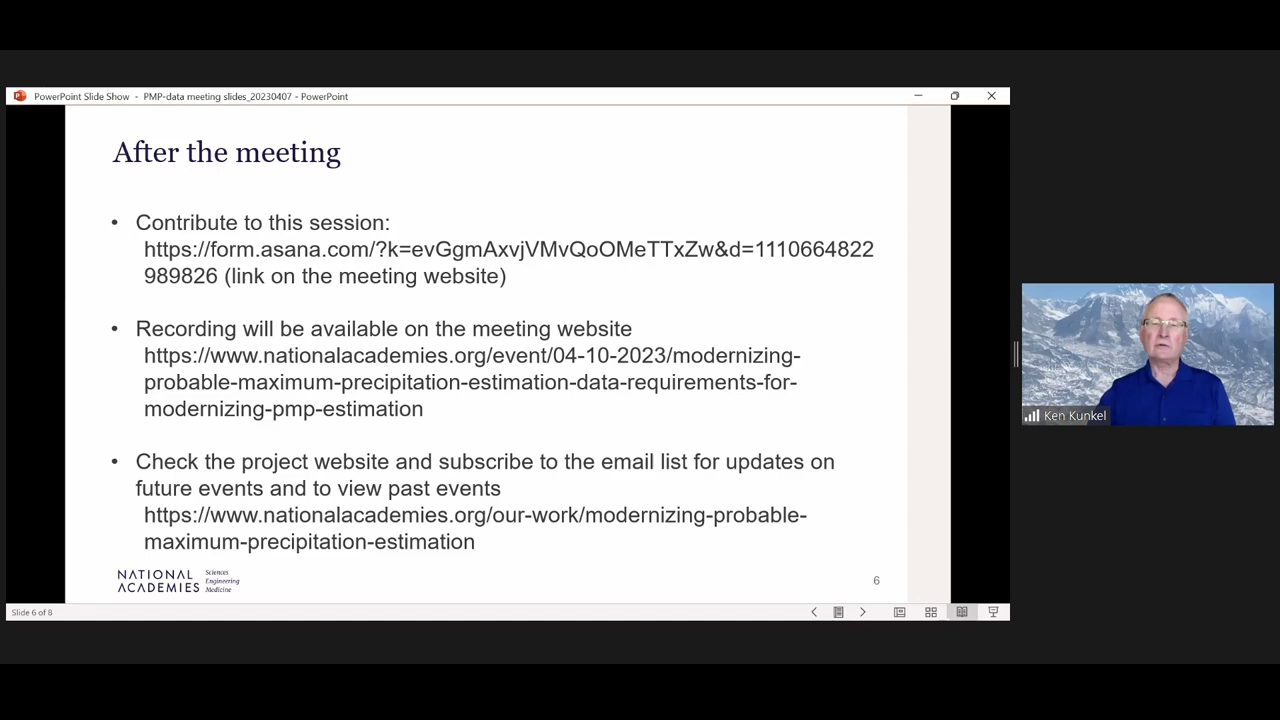 PowerPoint Slide Show - PMP-data meeting slides_20230407 - PowerPoint
After the meeting
• Contribute to this session:
https://form.asana.com/?k=evGgmAxvjVMvQoOMeTTxZw&d=1110664822
989826 (link on the meeting website)
• Recording will be available on the meeting website
https://www.nationalacademies.org/event/04-10-2023/modernizing-
probable-maximum-precipitation-estimation-data-requirements-for-
modernizing-pmp-estimation
• Check the project website and subscribe to the email list for updates on
future events and to view past events
https://www.nationalacademies.org/our-work/modernizing-probable-
maximum-precipitation-estimation
NATIONAL
ACADEMIES
Sciences
Engineering
Medicine
6
Slide 6 of 8
Ken Kunkel